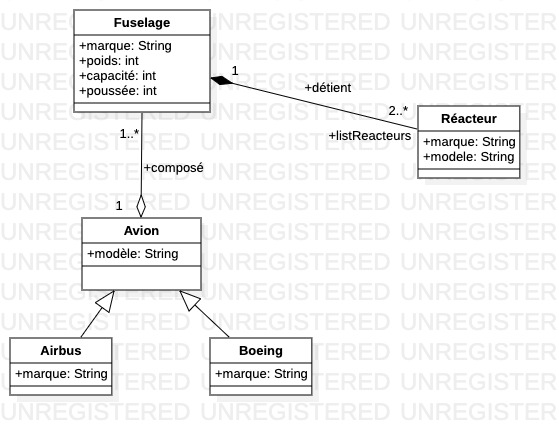 Fuselage
+marque: String
+poids: int
+capacité: int
+poussée: int
1
+détient
2..*
+listReacteurs
Réacteur
+marque: String
+modele: String
1..*
+composé
1
Avion
+modèle: String
Airbus
+marque: String
Boeing
+marque: String
UNREGISTERED UNREGISTERED UNREGISTERED